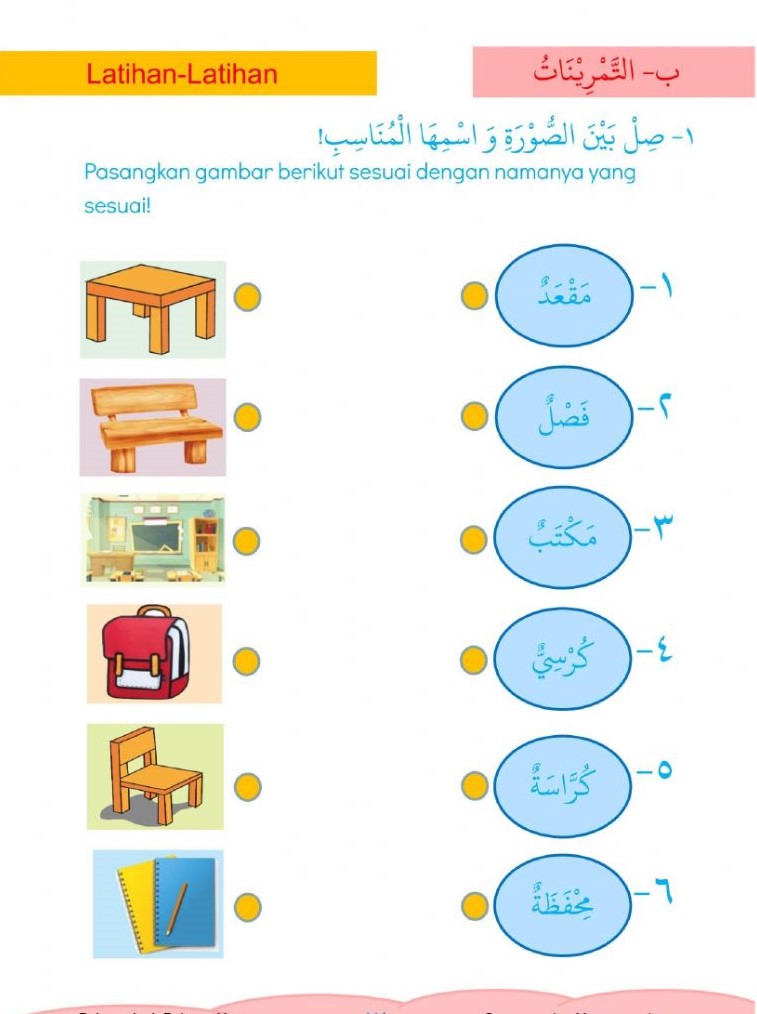 Latihan-Latihan
ب- التَّمْرِيْنَاتُ
١- صِلْ بَيْنَ الصُّوْرَةِ وَ اسْمِهَا الْمُنَاسِبِ!
Pasangkan gambar berikut sesuai dengan namanya yang
sesuai!
١- مَقْعَدٌ
٢- فَصْلٌ
٣- مَكْتَبٌ
٤- كُرْسِيٌّ
٥- كُرَّاسَةٌ
٦- مِحْفَظَةٌ